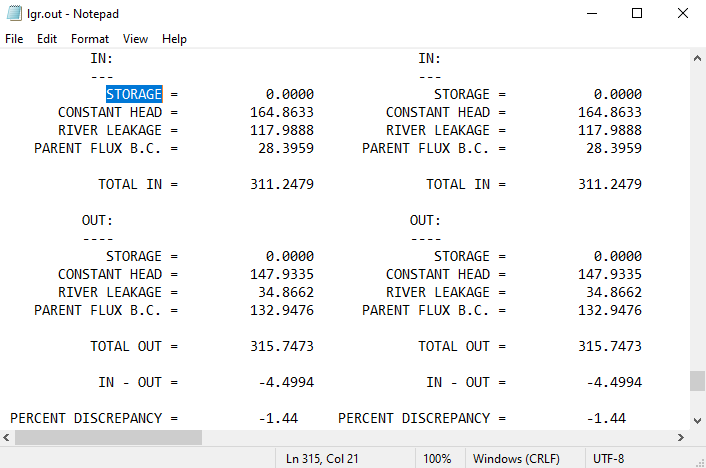 lgr.out - Notepad
File Edit Format View Help
IN: IN:
--- ---
STORAGE = 0.0000 STORAGE = 0.0000
CONSTANT HEAD = 164.8633 CONSTANT HEAD = 164.8633
RIVER LEAKAGE = 117.9888 RIVER LEAKAGE = 117.9888
PARENT FLUX B.C. = 28.3959 PARENT FLUX B.C. = 28.3959
TOTAL IN = 311.2479 TOTAL IN = 311.2479
OUT: OUT:
---- ----
STORAGE = 0.0000 STORAGE = 0.0000
CONSTANT HEAD = 147.9335 CONSTANT HEAD = 147.9335
RIVER LEAKAGE = 34.8662 RIVER LEAKAGE = 34.8662
PARENT FLUX B.C. = 132.9476 PARENT FLUX B.C. = 132.9476
TOTAL OUT = 315.7473 TOTAL OUT = 315.7473
IN - OUT = -4.4994 IN - OUT = -4.4994
PERCENT DISCREPANCY = -1.44 PERCENT DISCREPANCY = -1.44
Ln 315, Col 21 100% Windows (CRLF) UTF-8